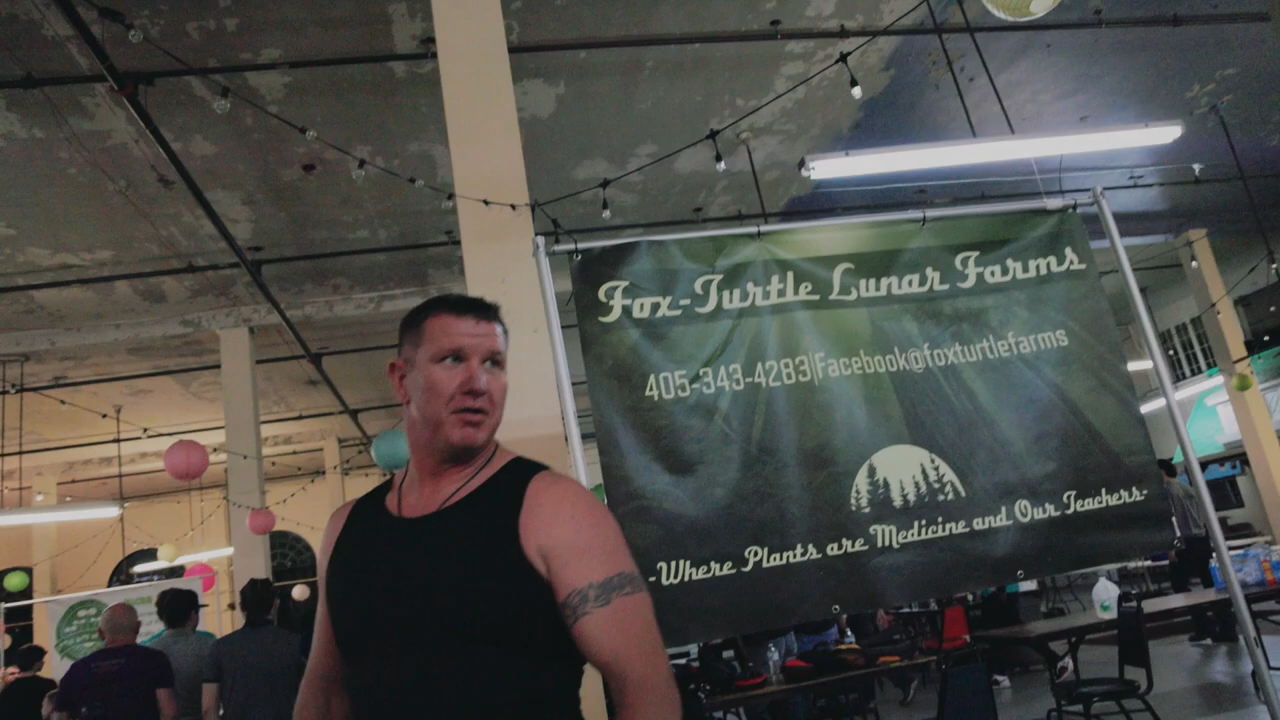 Fox-Turtle Lunar Farms
405-343-4283|Facebook@foxturtlefarms
-Where Plants are Medicine and Our Teachers-